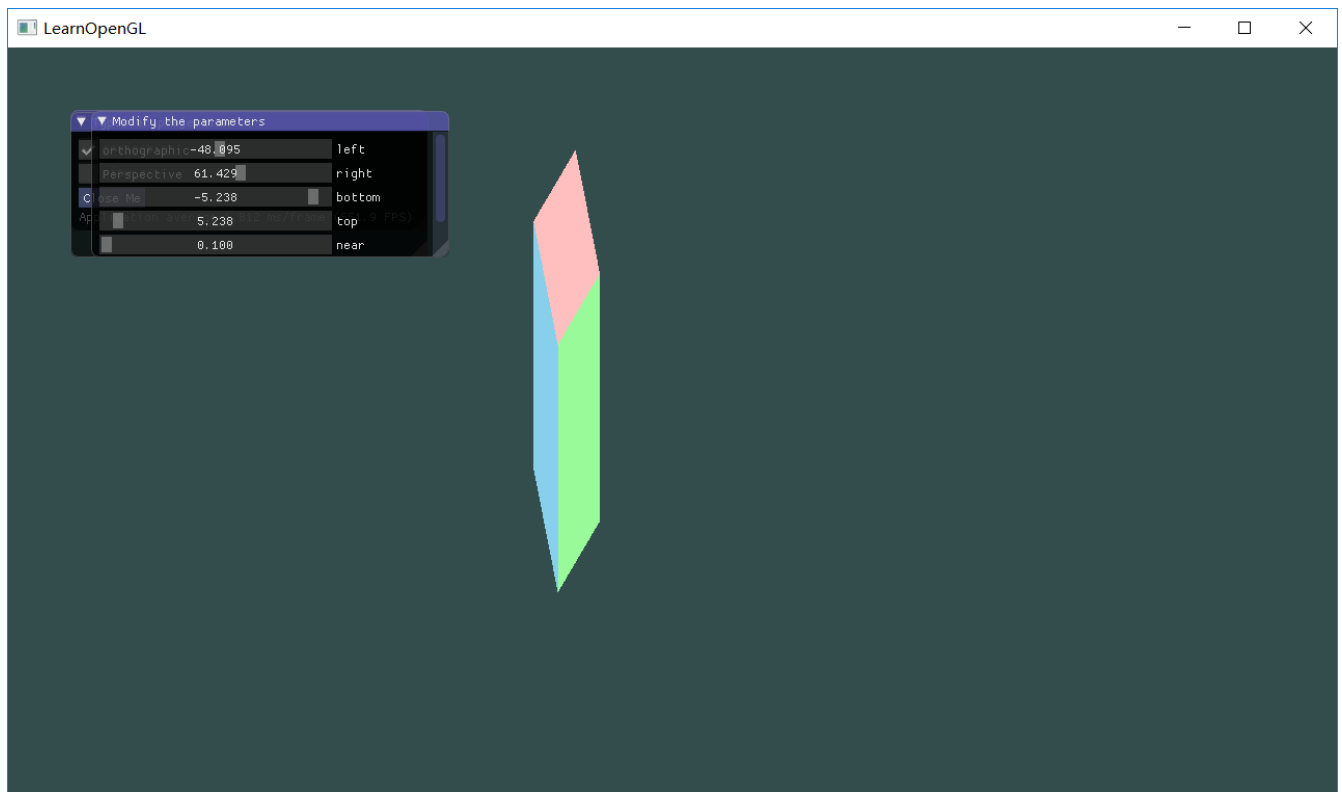 LearnOpenGL
Modify the parameters
orthographic -48.095 left
Perspective 61.429 right
Close Me -5.238 bottom
5.238 top
0.100 near